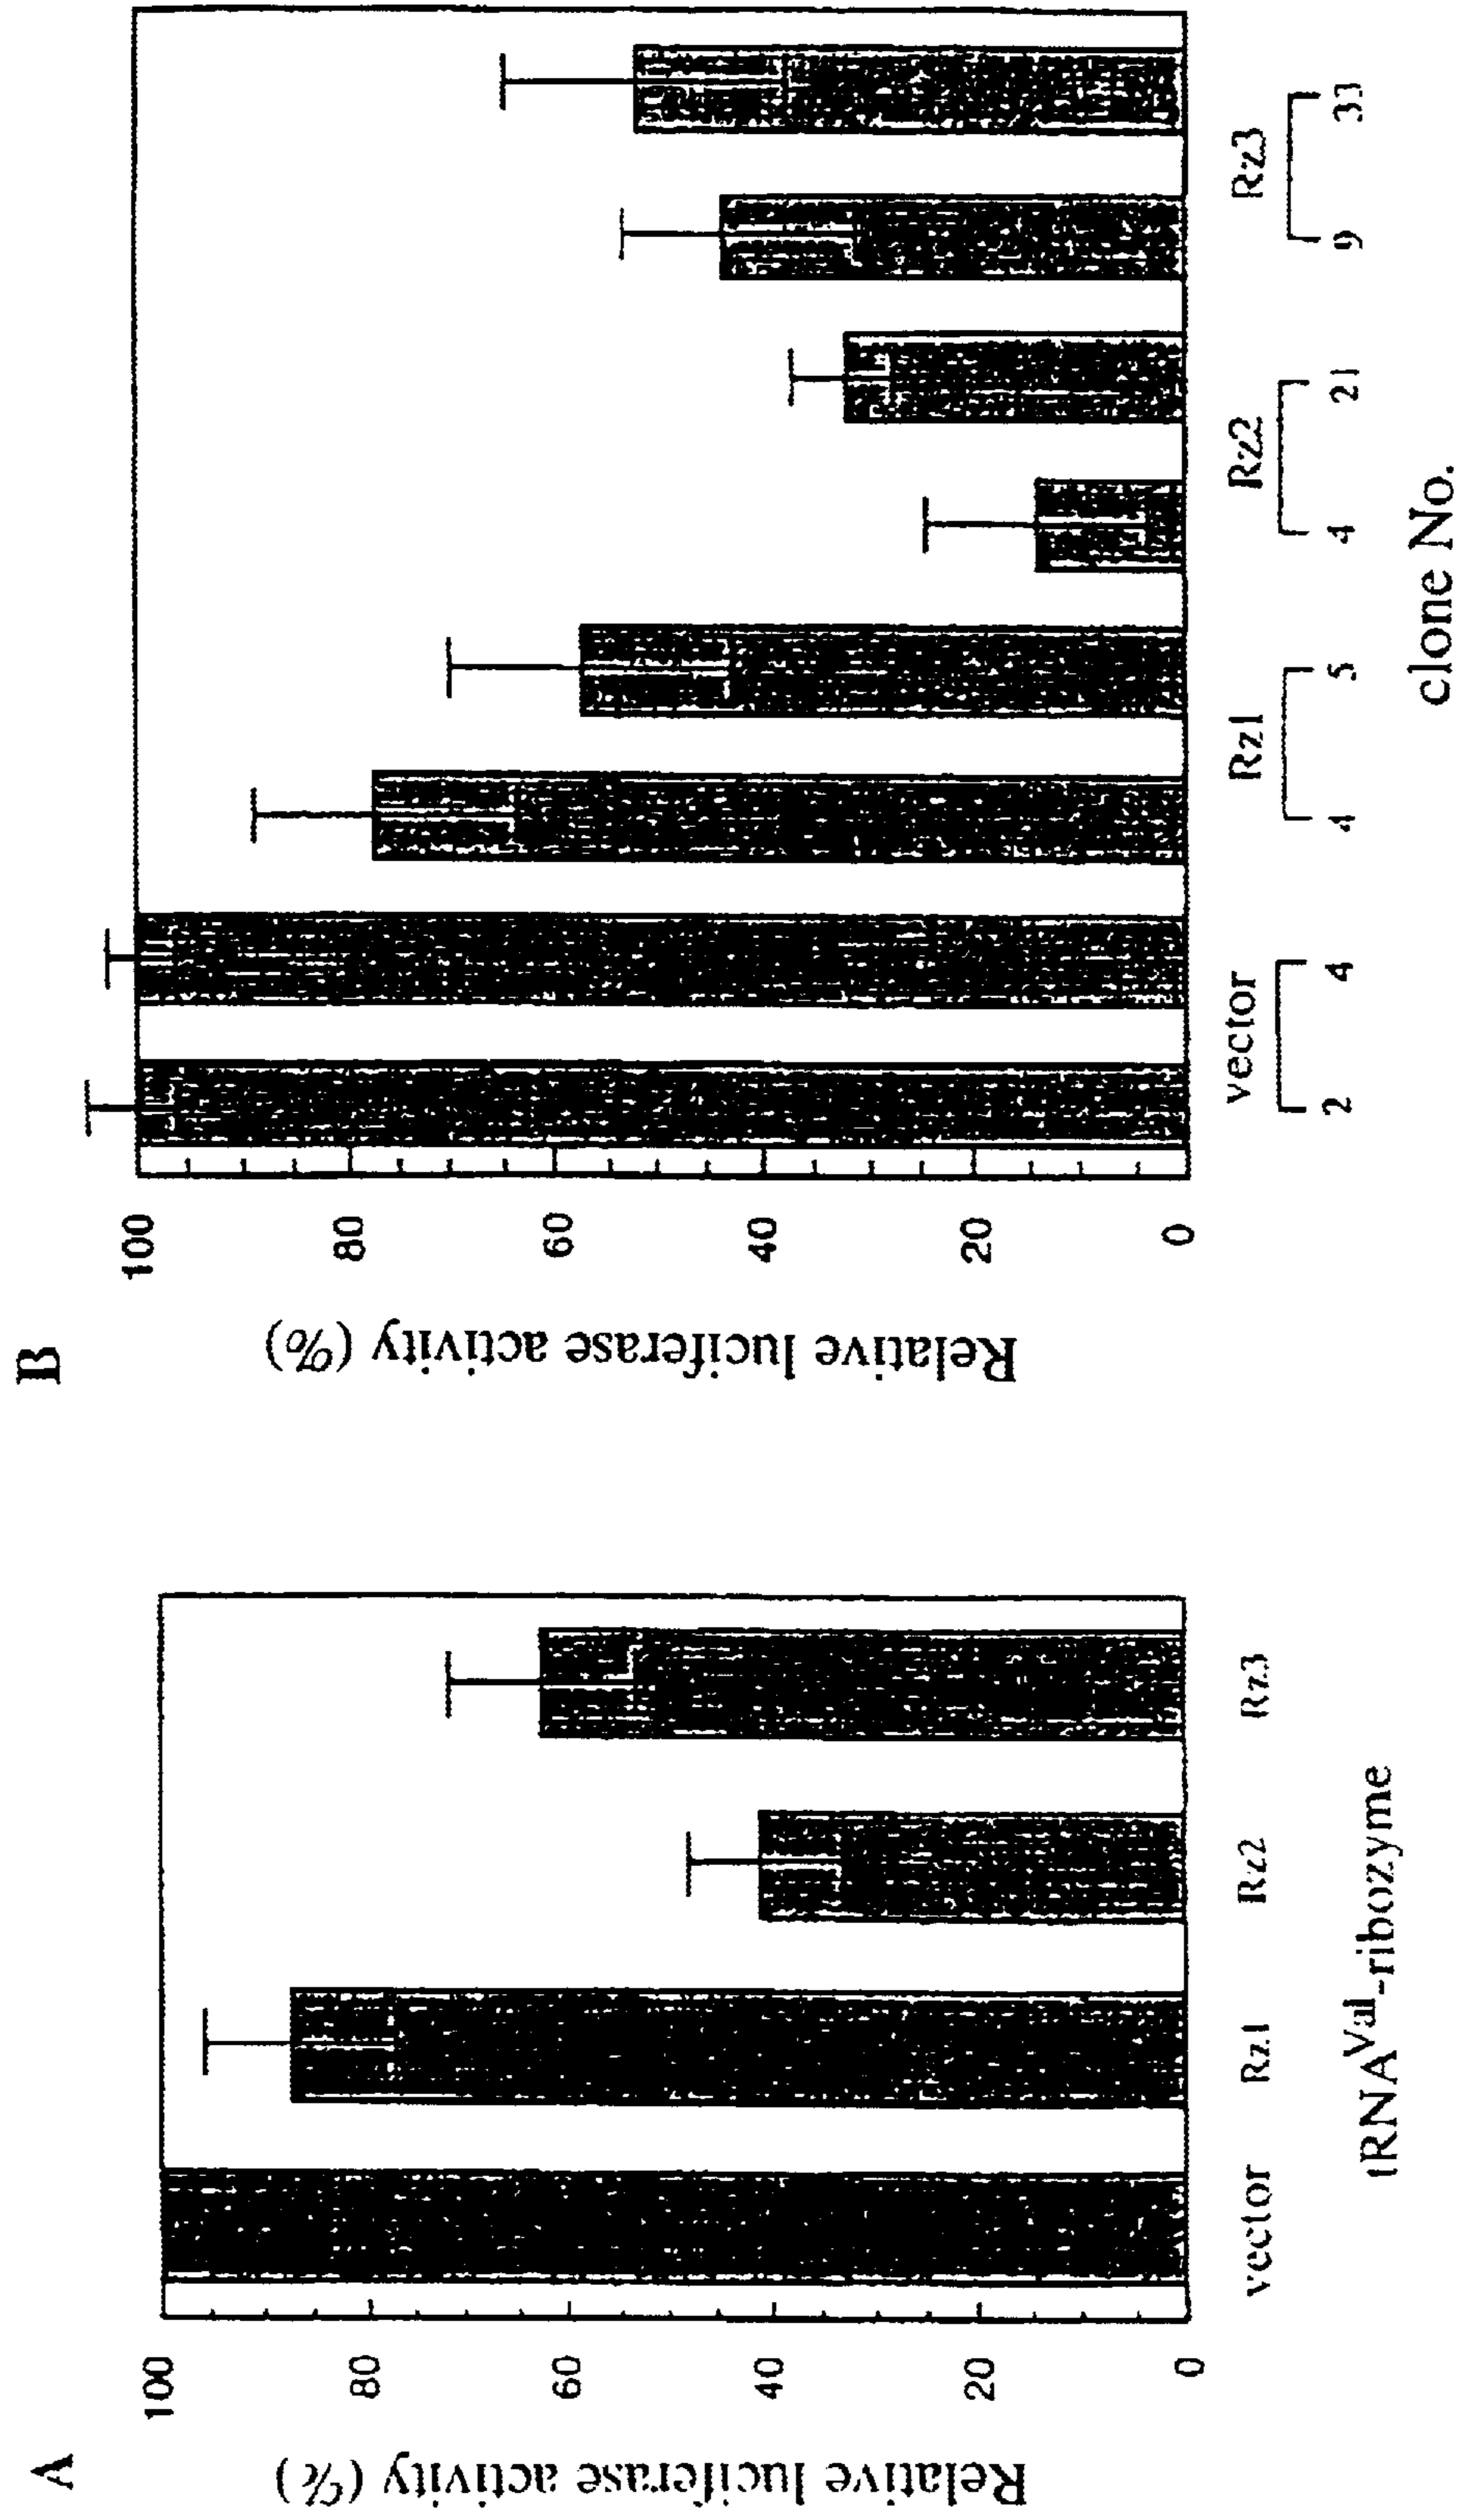 A
Relative luciferase activity (%)
100
80
60
40
20
0
vector Rz1 Rz2 Rz3
tRNAVal-ribozyme
B
Relative luciferase activity (%)
100
80
60
40
20
0
vector Rz1 Rz2 Rz3
2 4 4 5 4 21 9 33
clone No.